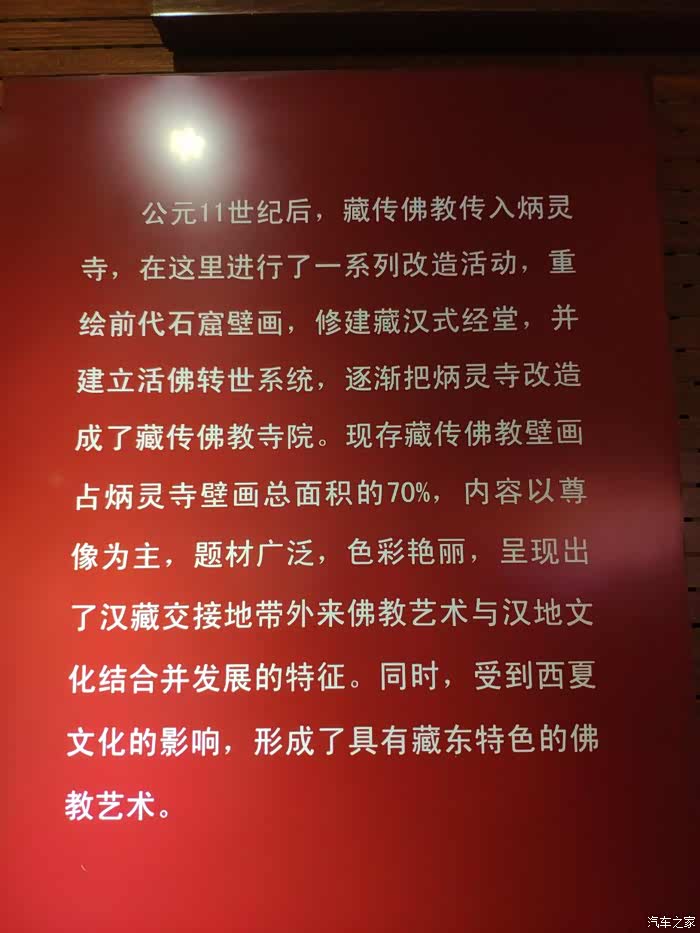 公元11世纪后，藏传佛教传入炳灵
寺，在这里进行了一系列改造活动，重
绘前代石窟壁画，修建藏汉式经堂，并
建立活佛转世系统，逐渐把炳灵寺改造
成了藏传佛教寺院。现存藏传佛教壁画
占炳灵寺壁画总面积的70%，内容以尊
像为主，题材广泛，色彩艳丽，呈现出
了汉藏交接地带外来佛教艺术与汉地文
化结合并发展的特征。同时，受到西夏
文化的影响，形成了具有藏东特色的佛
教艺术。
汽车之家